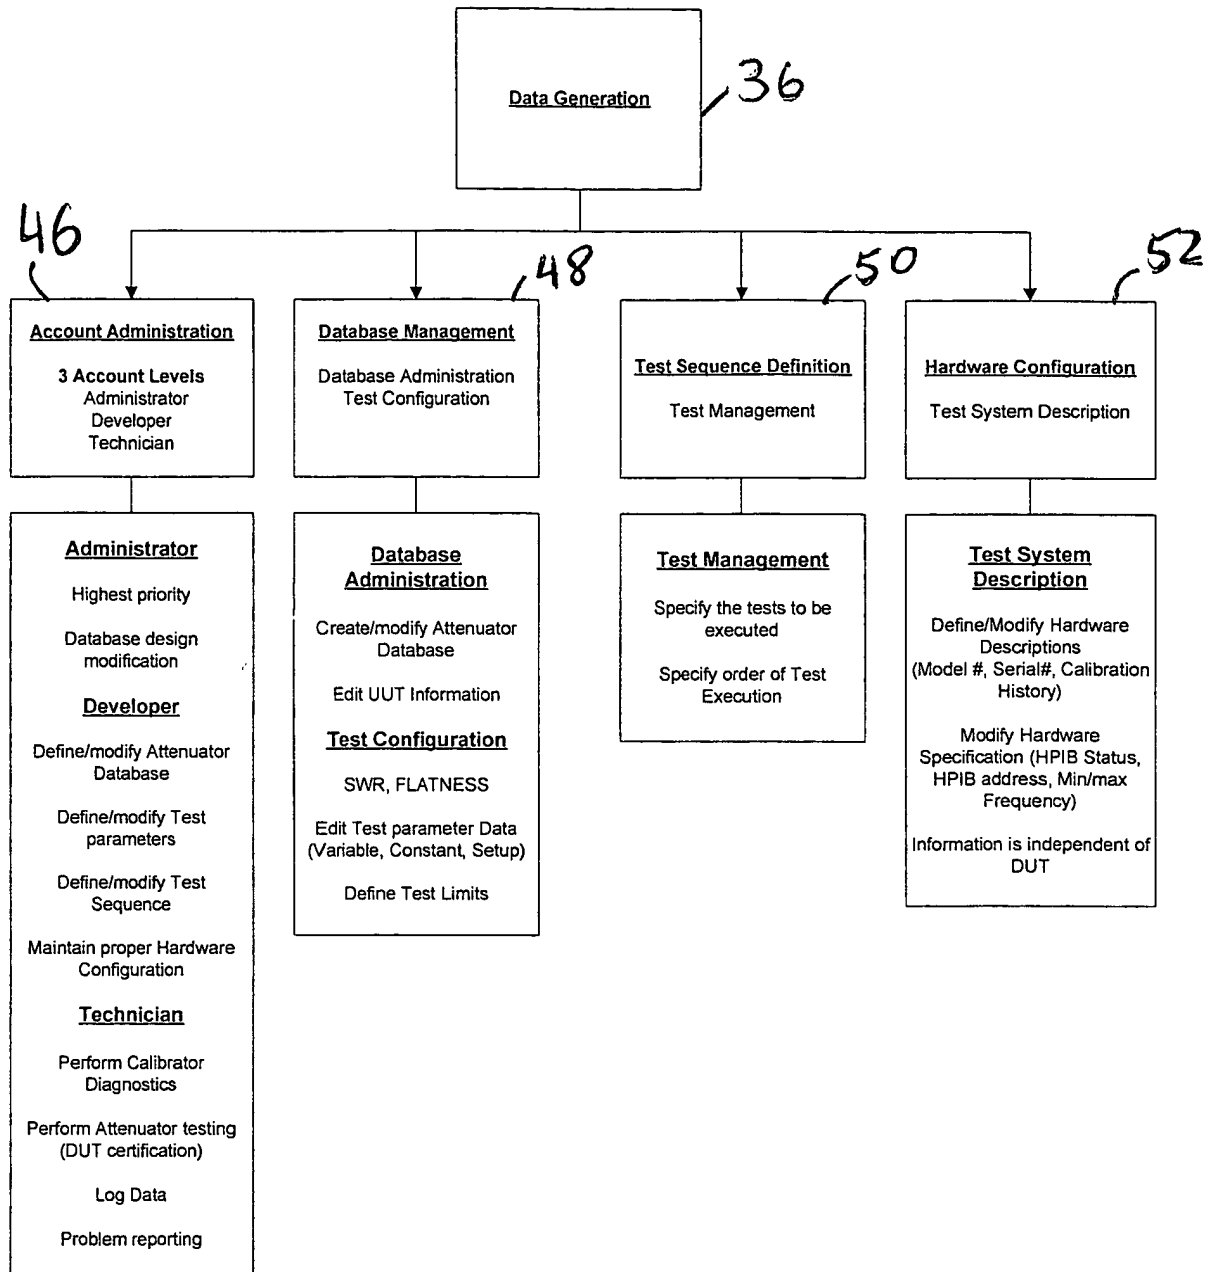 Data Generation
36
46
48
50
52
Account Administration
3 Account Levels
Administrator
Developer
Technician
Database Management
Database Administration
Test Configuration
Test Sequence Definition
Test Management
Hardware Configuration
Test System Description
Administrator
Highest priority
Database design
modification
Developer
Define/modify Attenuator
Database
Define/modify Test
parameters
Define/modify Test
Sequence
Maintain proper Hardware
Configuration
Technician
Perform Calibrator
Diagnostics
Perform Attenuator testing
(DUT certification)
Log Data
Problem reporting
Database
Administration
Create/modify Attenuator
Database
Edit UUT Information
Test Configuration
SWR, FLATNESS
Edit Test parameter Data
(Variable, Constant, Setup)
Define Test Limits
Test Management
Specify the tests to be
executed
Specify order of Test
Execution
Test System
Description
Define/Modify Hardware
Descriptions
(Model #, Serial#, Calibration
History)
Modify Hardware
Specification (HPIB Status,
HPIB address, Min/max
Frequency)
Information is independent of
DUT